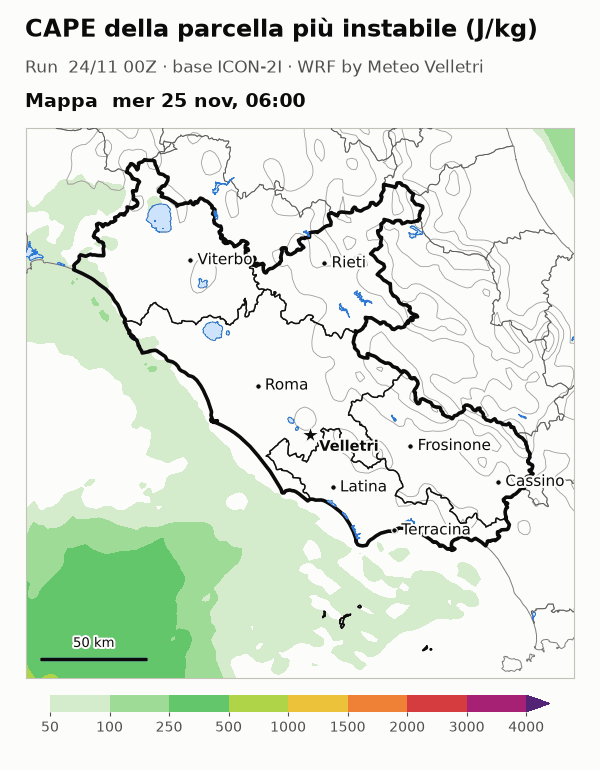 CAPE della parcella più instabile (J/kg)
Run  24/11 00Z · base ICON-2I · WRF by Meteo Velletri
Mappa  mer 25 nov, 06:00
Viterbo
Rieti
Roma
Velletri
Frosinone
Cassino
Latina
Terracina
50 km
50 100 250 500 1000 1500 2000 3000 4000